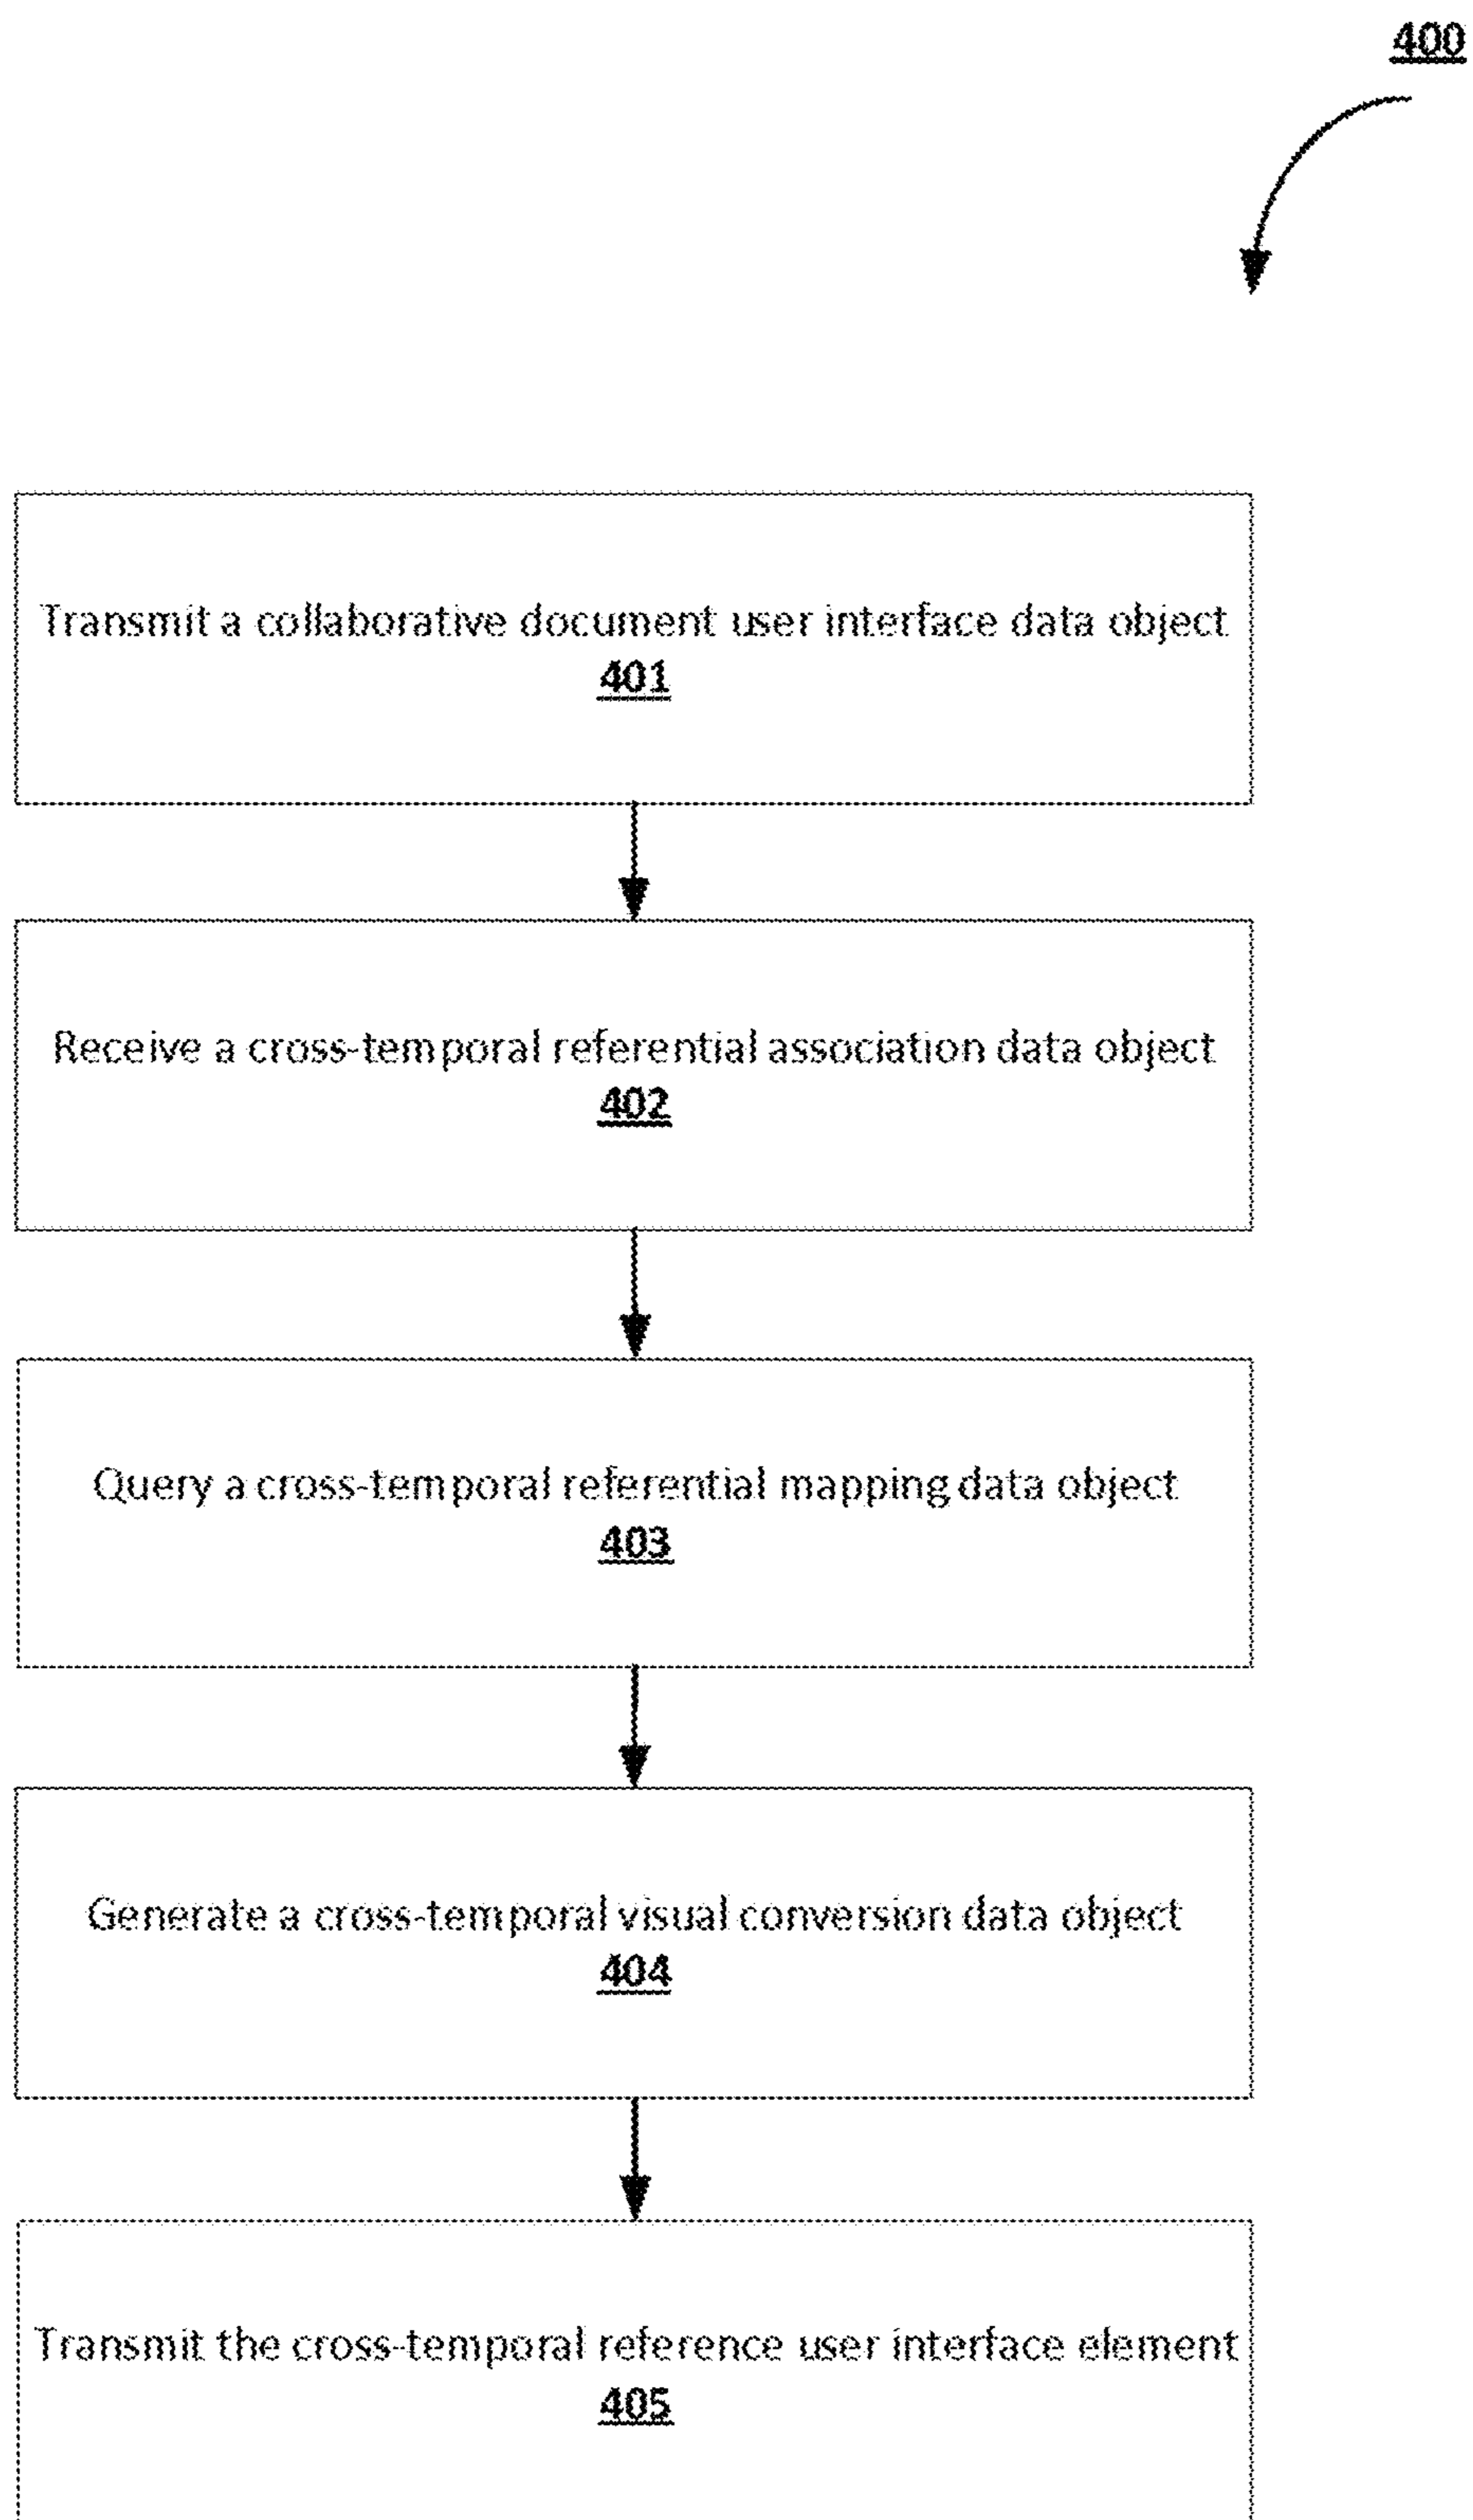 400
Transmit a collaborative document user interface data object
401
Receive a cross-temporal referential association data object
402
Query a cross-temporal referential mapping data object
403
Generate a cross-temporal visual conversion data object
404
Transmit the cross-temporal reference user interface element
405